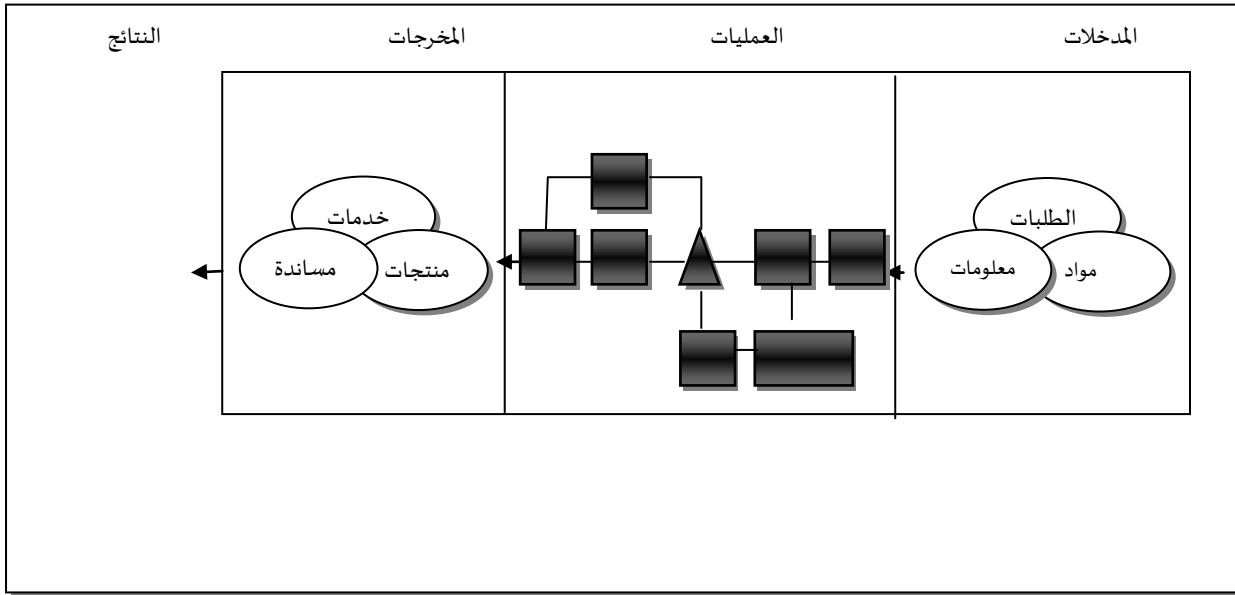 المدخلات العمليات المخرجات النتائج
الطلبات
معلومات مواد
خدمات
مساندة منتجات